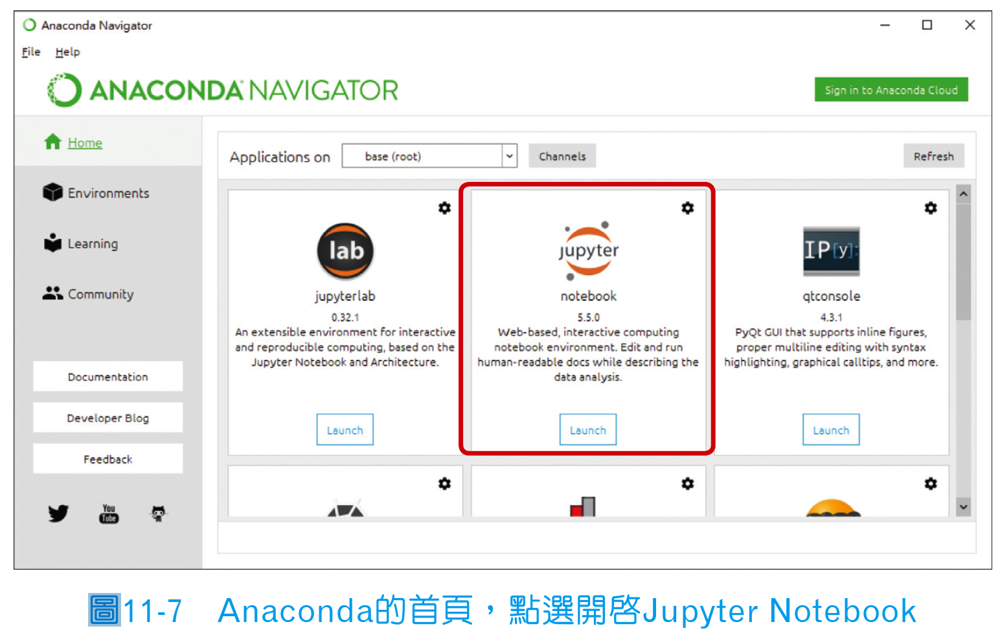 Anaconda Navigator
File Help
ANACONDA NAVIGATOR
Sign in to Anaconda Cloud
Home
Environments
Learning
Community
Documentation
Developer Blog
Feedback
You
Tube
Applications on base (root) Channels Refresh
lab
jupyterlab
0.32.1
An extensible environment for interactive
and reproducible computing, based on the
Jupyter Notebook and Architecture.
Launch
jupyter
notebook
5.5.0
Web-based, interactive computing
notebook environment. Edit and run
human-readable docs while describing the
data analysis.
Launch
IP[y]:
qtconsole
4.3.1
PyQt GUI that supports inline figures,
proper multiline editing with syntax
highlighting, graphical calltips, and more.
Launch
圖11-7 Anaconda的首頁，點選開啓Jupyter Notebook